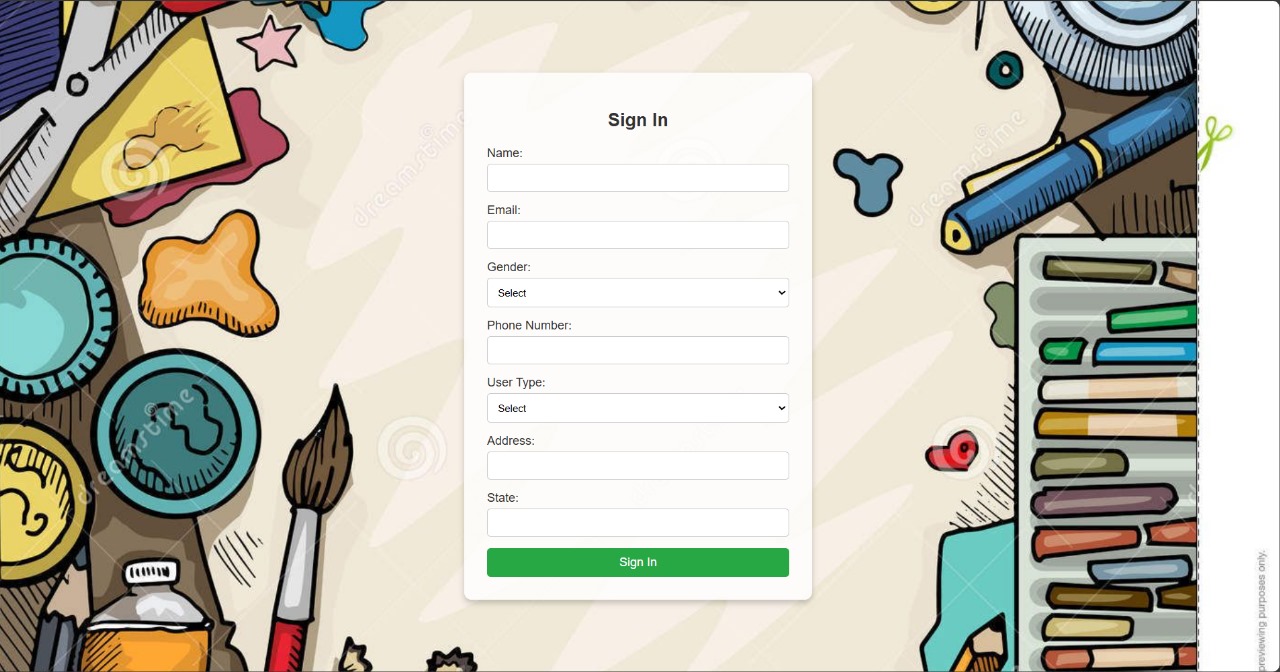 Sign In
Name:
Email:
Gender:
Select
Phone Number:
User Type:
Select
Address:
State:
Sign In
dreamstime
dreamstime
dreamstime
previewing purposes only.